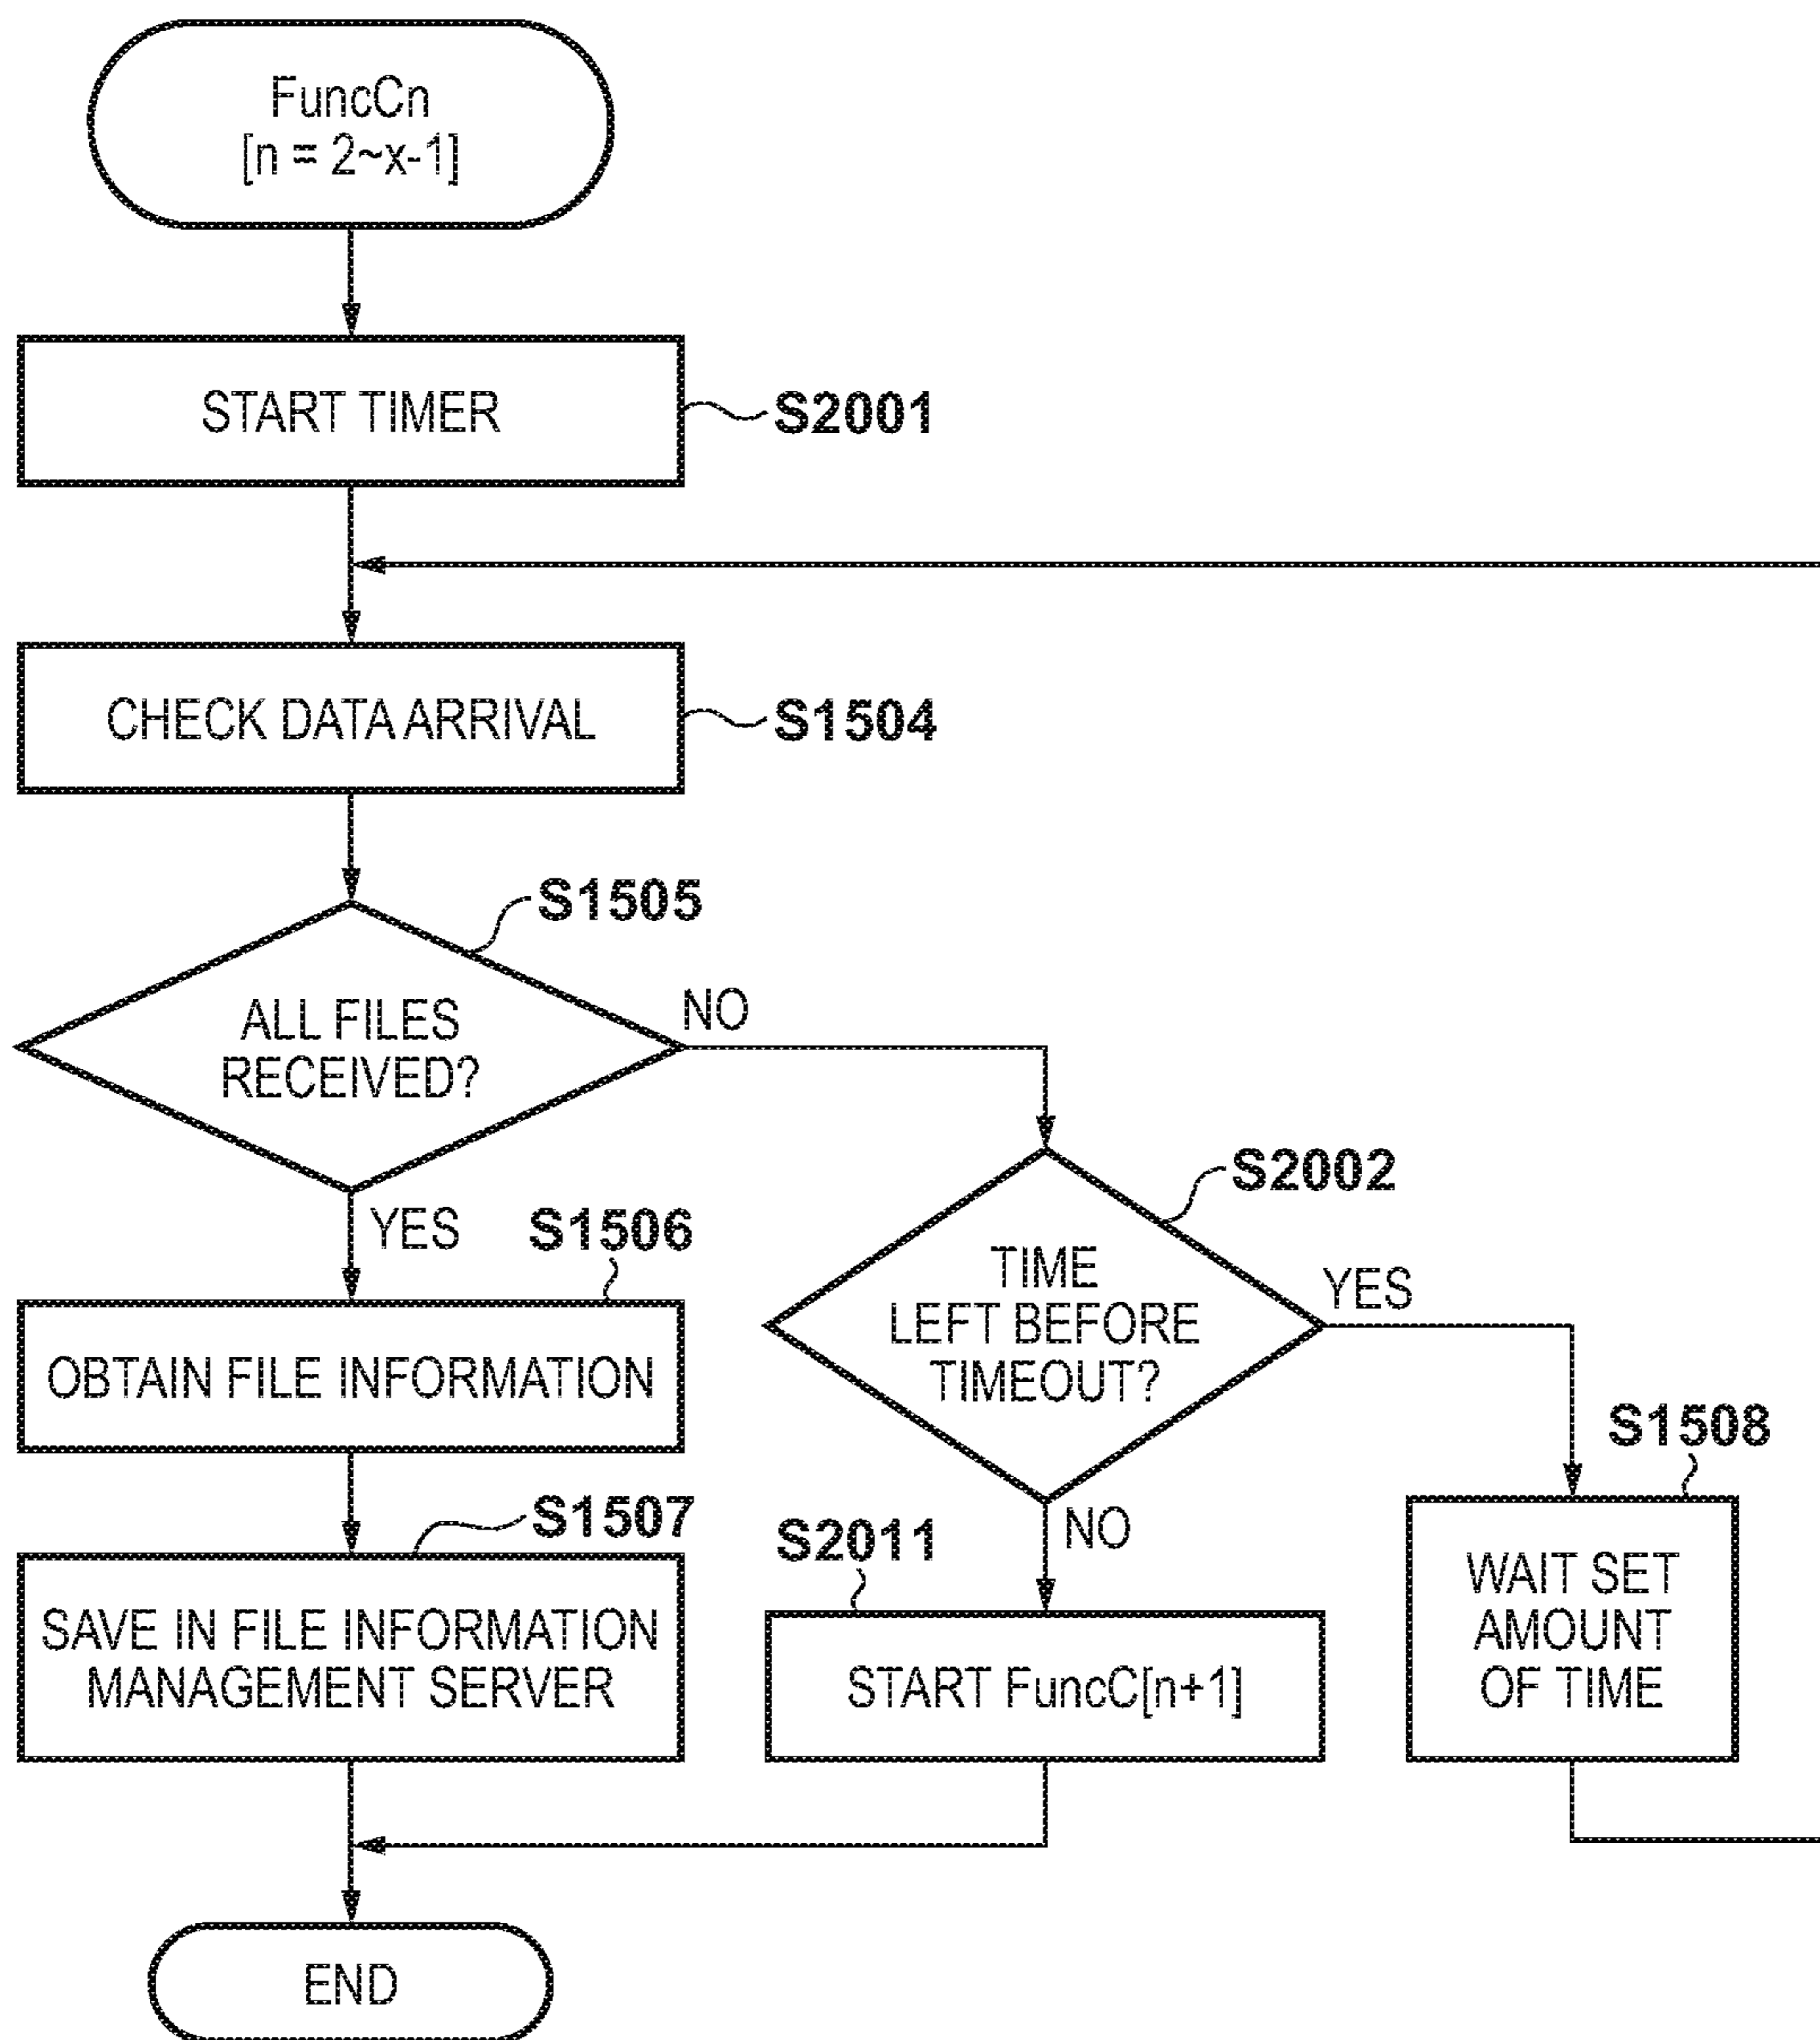 FuncCn
[n = 2~x-1]
START TIMER
S2001
CHECK DATA ARRIVAL
S1504
S1505
ALL FILES
RECEIVED?
NO
YES
S1506
OBTAIN FILE INFORMATION
S1507
SAVE IN FILE INFORMATION
MANAGEMENT SERVER
S2002
TIME
LEFT BEFORE
TIMEOUT?
YES
NO
S2011
START FuncC[n+1]
S1508
WAIT SET
AMOUNT
OF TIME
END